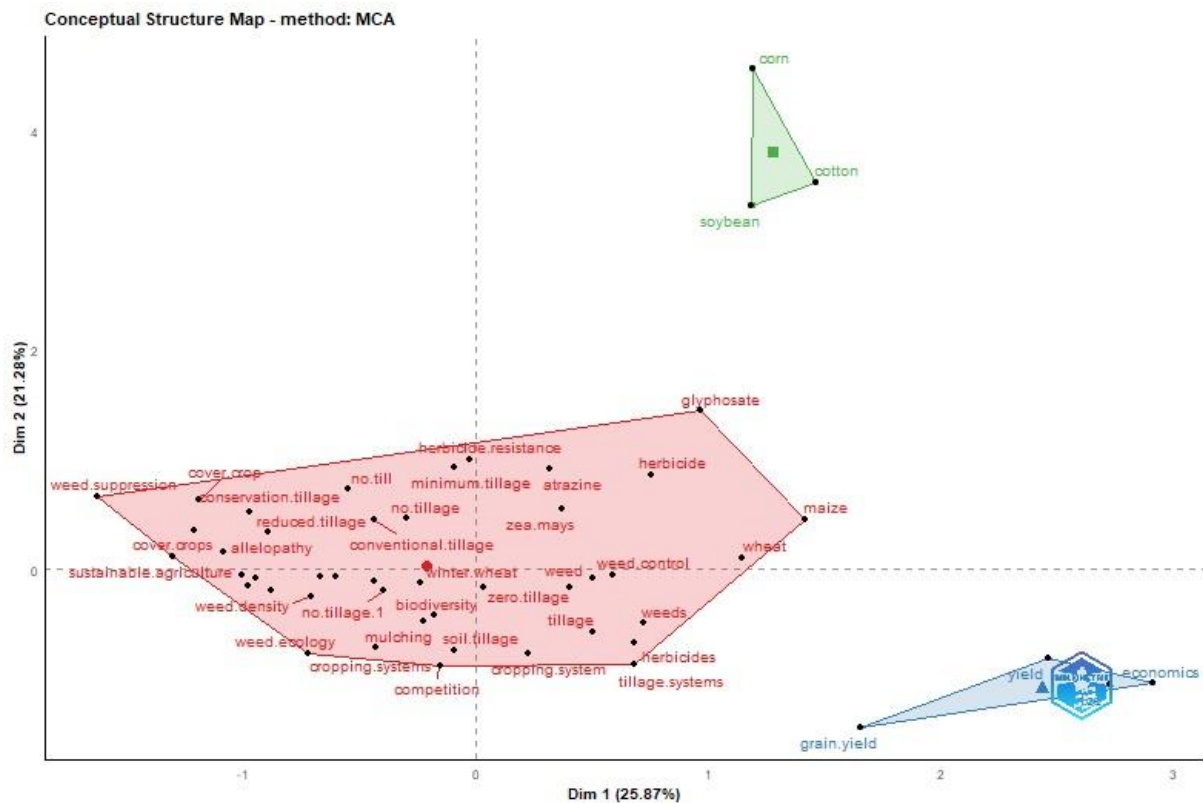 Conceptual Structure Map - method: MCA
corn
4
cotton
soybean
Dim 2 (21.28%)
2
glyphosate
herbicide.resistance
cover.crop
herbicide
weed.suppression
no.till
minimum.tillage
atrazine
conservation.tillage
reduced.tillage
no.tillage
maize
zea.mays
cover.crops
allelopathy
conventional.tillage
wheat
0
sustainable.agriculture
winter.wheat
weed
weed.control
weed.density
no.tillage.1
biodiversity
zero.tillage
weeds
tillage
weed.ecology
mulching
soil.tillage
herbicides
cropping.systems
cropping.system
tillage.systems
competition
yield
economics
grain.yield
-1
0
1
2
3
Dim 1 (25.87%)